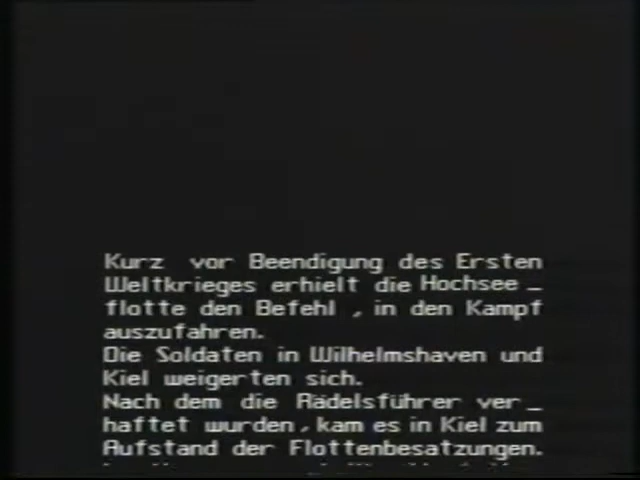 Kurz vor Beendigung des Ersten
Weltkrieges erhielt die Hochsee_
flotte den Befehl , in den Kampf
auszufahren.
Die Soldaten in Wilhelmshaven und
Kiel weigerten sich.
Nach dem die Rädelsführer ver_
haftet wurden, kam es in Kiel zum
Aufstand der Flottenbesatzungen.